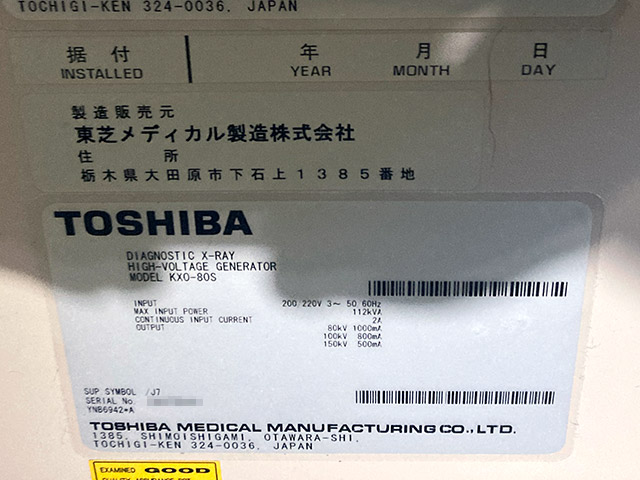 TOCHIGI-KEN 324-0036, JAPAN
据付 年 月 日
INSTALLED YEAR MONTH DAY
製造販売元
東芝メディカル製造株式会社
住 所
栃木県大田原市下石上1385番地
TOSHIBA
DIAGNOSTIC X-RAY
HIGH-VOLTAGE GENERATOR
MODEL KXO-80S
INPUT 200/220V 3~ 50/60Hz
MAX INPUT POWER 112kVA
CONTINUOUS INPUT CURRENT 2A
OUTPUT 80kV 1000mA
100kV 800mA
150kV 500mA
SUP. SYMBOL /J7
SERIAL No.
YNB6942*A
TOSHIBA MEDICAL MANUFACTURING CO.,LTD.
1385, SHIMOISHIGAMI, OTAWARA-SHI,
TOCHIGI-KEN 324-0036, JAPAN
EXAMINED GOOD